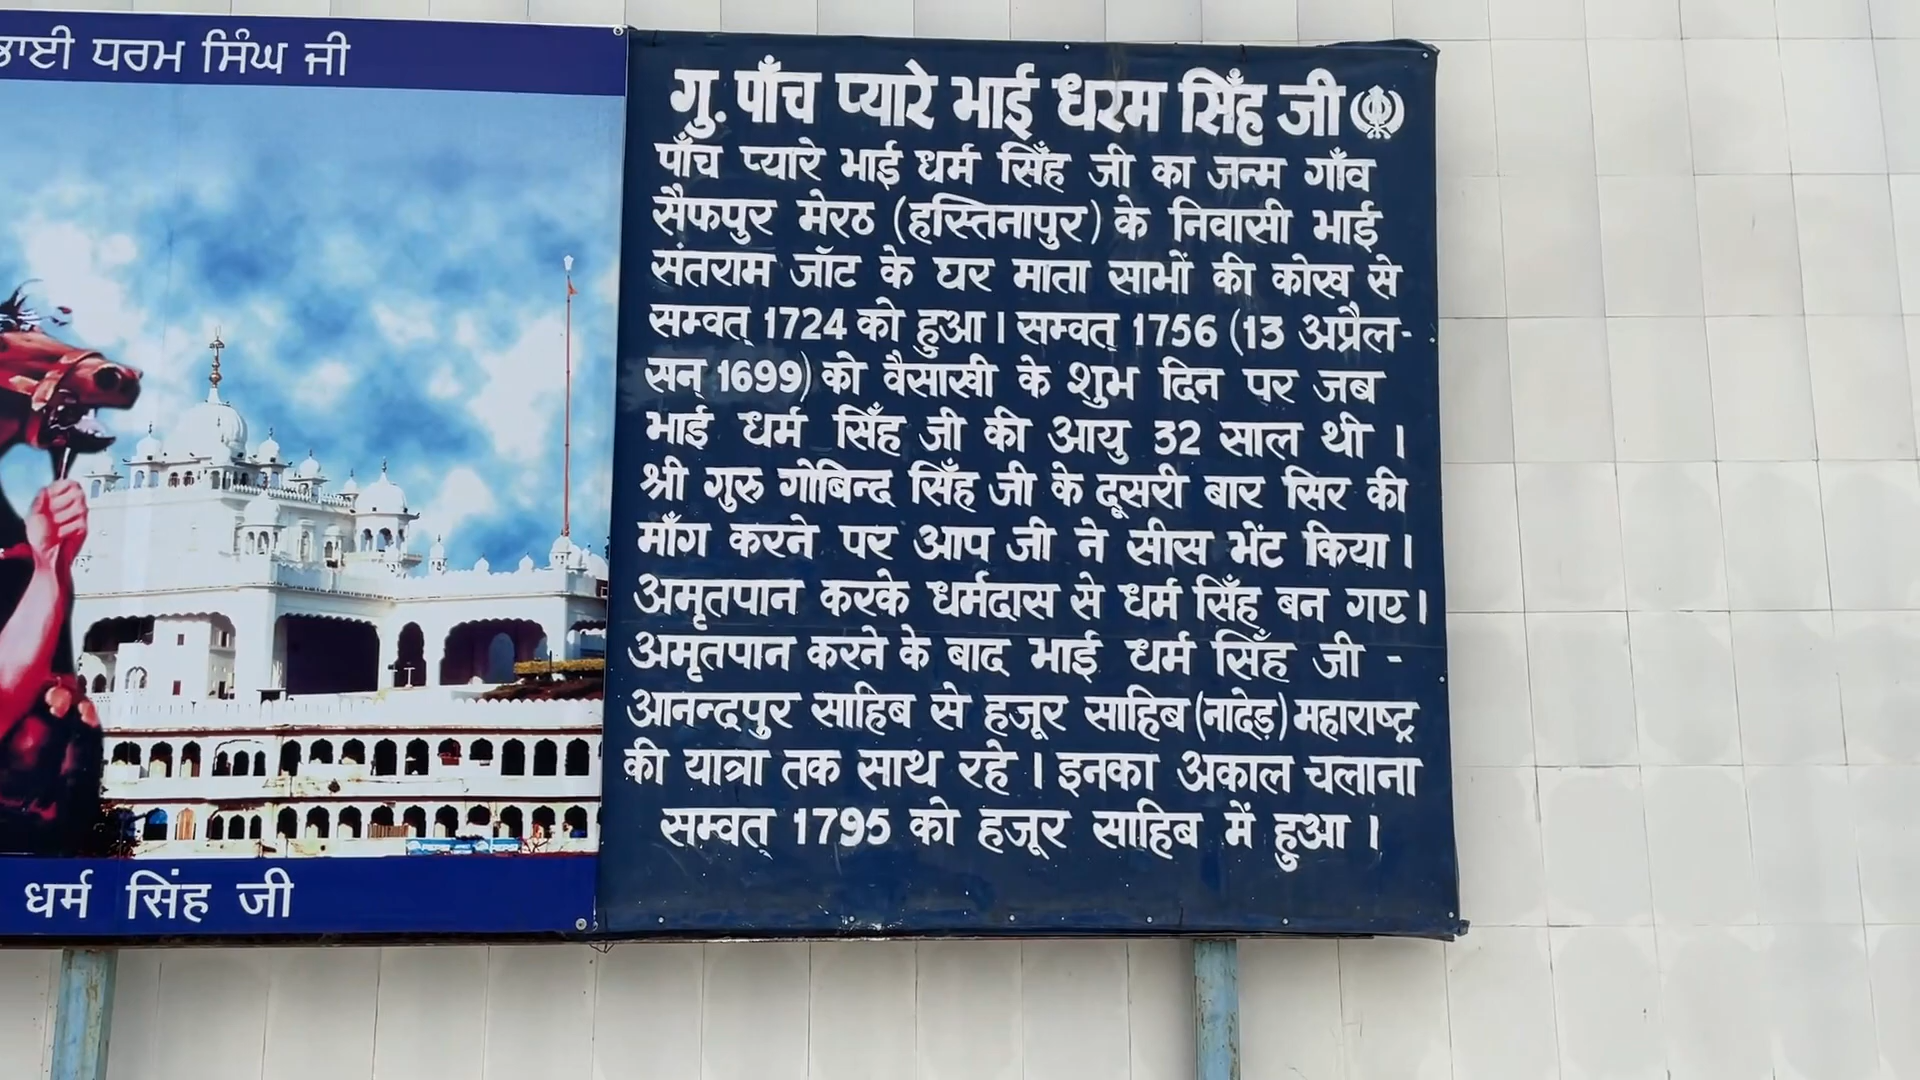 ਭਾਈ ਧਰਮ ਸਿੰਘ ਜੀ
धर्म सिंह जी
गु. पाँच प्यारे भाई धरम सिँह जी
पाँच प्यारे भाई धर्म सिँह जी का जन्म गाँव
सैफपुर मेरठ (हस्तिनापुर) के निवासी भाई
संतराम जॉट के घर माता साभों की कोख से
सम्वत् 1724 को हुआ। सम्वत् 1756 (13 अप्रैल-
सन् 1699) को वैसाखी के शुभ दिन पर जब
भाई धर्म सिँह जी की आयु 32 साल थी ।
श्री गुरु गोबिन्द सिँह जी के दूसरी बार सिर की
माँग करने पर आप जी ने सीस भेंट किया।
अमृतपान करके धर्मदास से धर्म सिँह बन गए।
अमृतपान करने के बाद भाई धर्म सिँह जी -
आनन्दपुर साहिब से हजूर साहिब (नादेड़) महाराष्ट्र
की यात्रा तक साथ रहे । इनका अकाल चलाना
सम्वत् 1795 को हजूर साहिब में हुआ ।